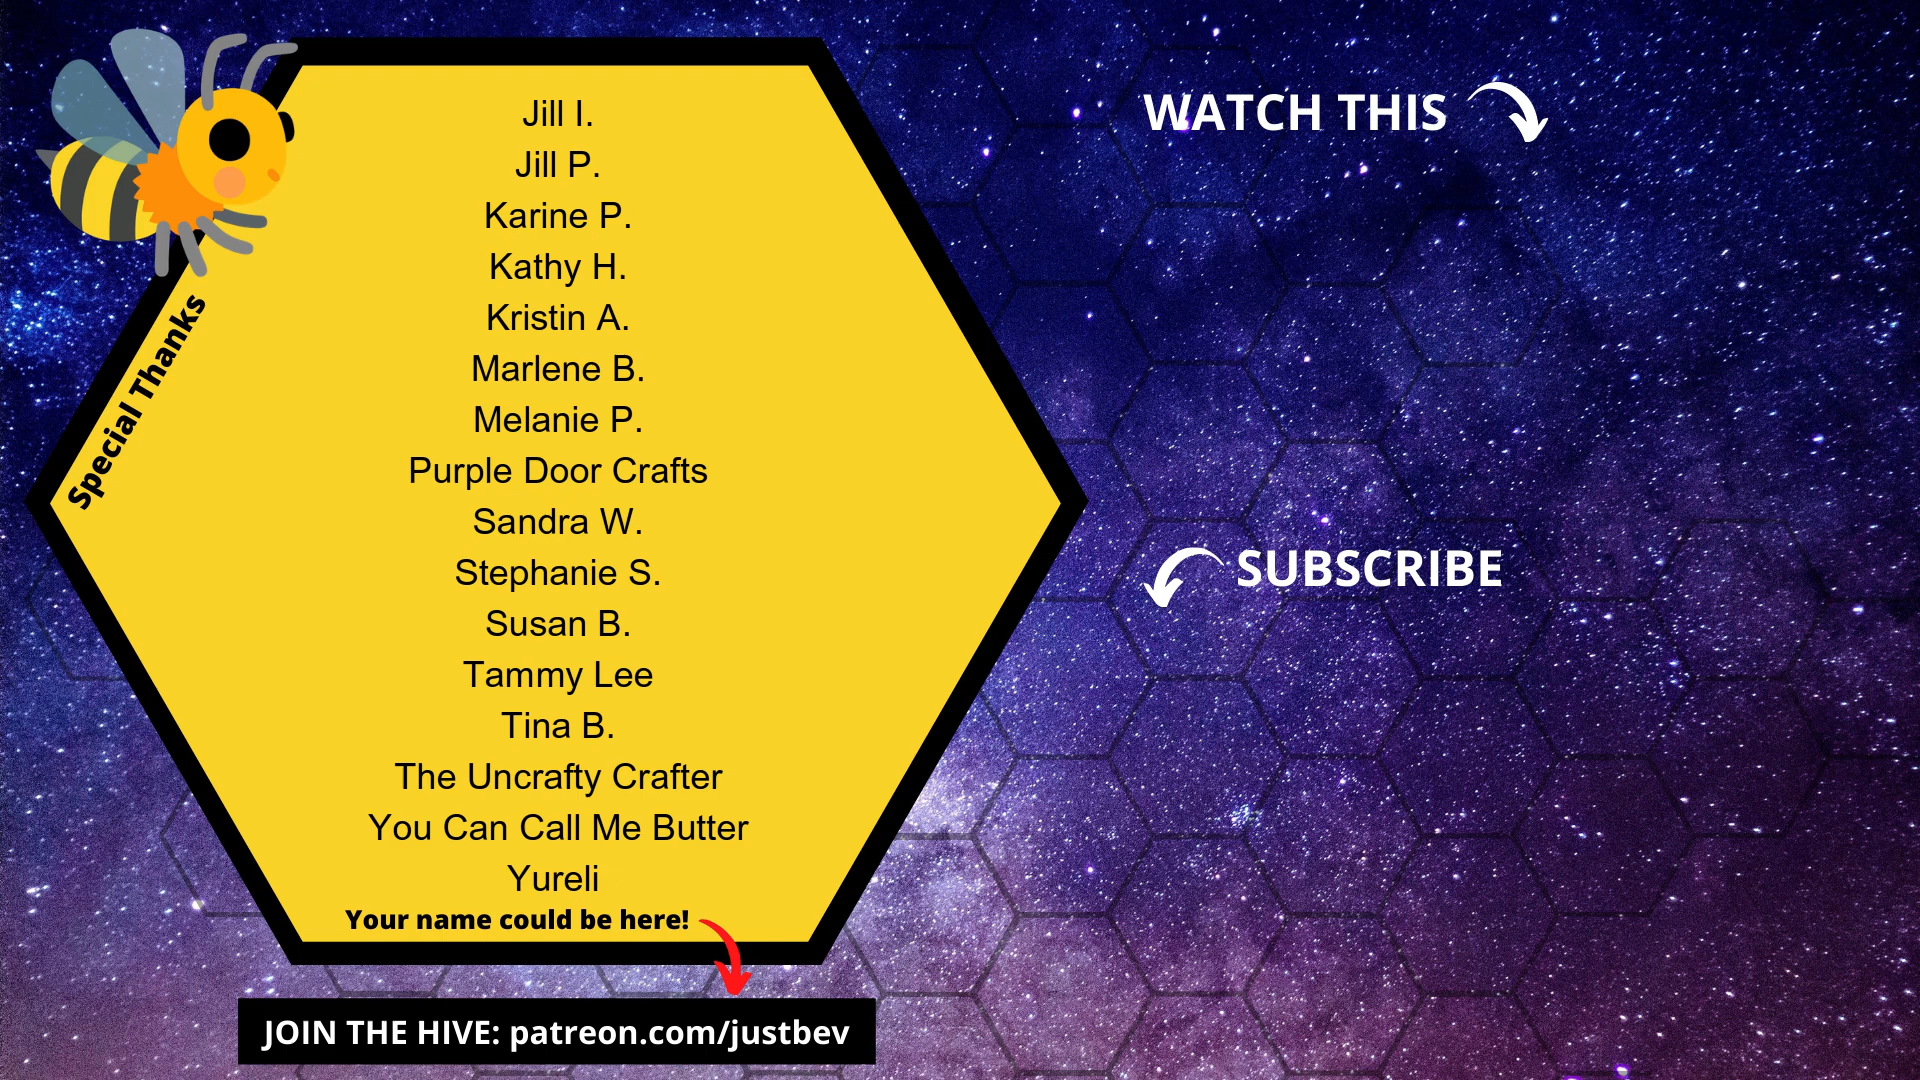 Special Thanks
Jill I.
Jill P.
Karine P.
Kathy H.
Kristin A.
Marlene B.
Melanie P.
Purple Door Crafts
Sandra W.
Stephanie S.
Susan B.
Tammy Lee
Tina B.
The Uncrafty Crafter
You Can Call Me Butter
Yureli
Your name could be here!
JOIN THE HIVE: patreon.com/justbev
WATCH THIS
SUBSCRIBE